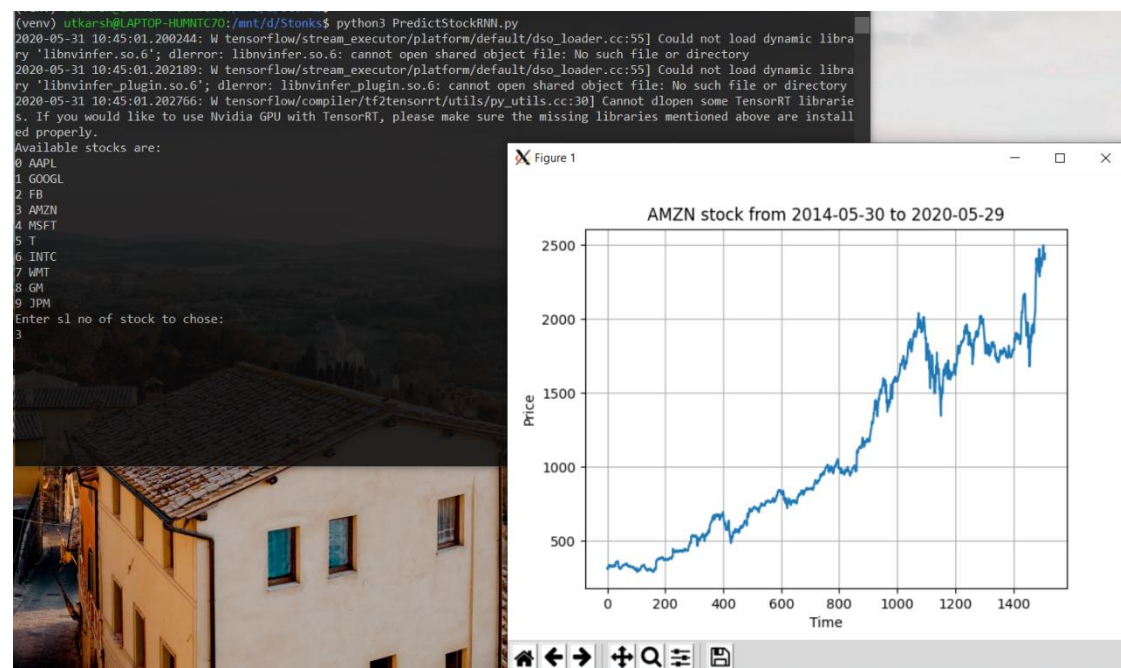 (venv) utkarsh@LAPTOP-HUMNTC7O:/mnt/d/Stonks$ python3 PredictStockRNN.py
2020-05-31 10:45:01.200244: W tensorflow/stream_executor/platform/default/dso_loader.cc:55] Could not load dynamic libra
ry 'libnvinfer.so.6'; dlerror: libnvinfer.so.6: cannot open shared object file: No such file or directory
2020-05-31 10:45:01.202189: W tensorflow/stream_executor/platform/default/dso_loader.cc:55] Could not load dynamic libra
ry 'libnvinfer_plugin.so.6'; dlerror: libnvinfer_plugin.so.6: cannot open shared object file: No such file or directory
2020-05-31 10:45:01.202766: W tensorflow/compiler/tf2tensorrt/utils/py_utils.cc:30] Cannot dlopen some TensorRT librarie
s. If you would like to use Nvidia GPU with TensorRT, please make sure the missing libraries mentioned above are install
ed properly.
Available stocks are:
0 AAPL
1 GOOGL
2 FB
3 AMZN
4 MSFT
5 T
6 INTC
7 WMT
8 GM
9 JPM
Enter sl no of stock to chose:
3
Figure 1
AMZN stock from 2014-05-30 to 2020-05-29
2500
2000
1500
1000
500
Price
0 200 400 600 800 1000 1200 1400
Time